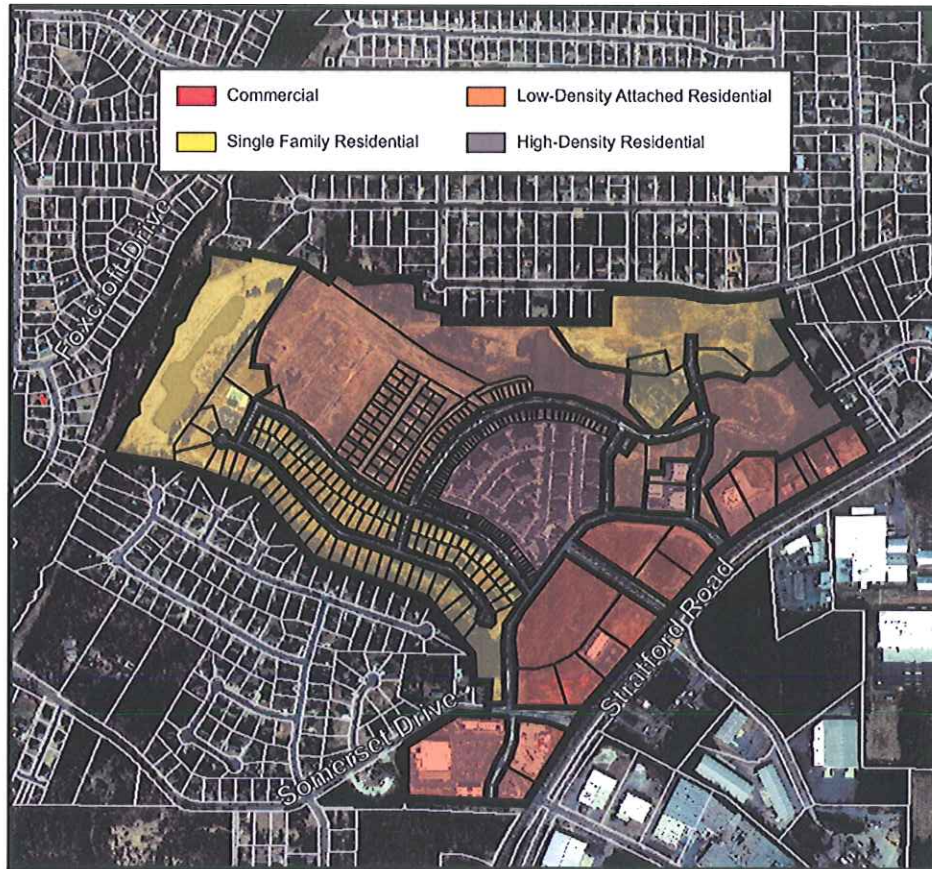 Commercial
Low-Density Attached Residential
Single Family Residential
High-Density Residential
Foxcroft Drive
Stratford Road
Somerset Drive